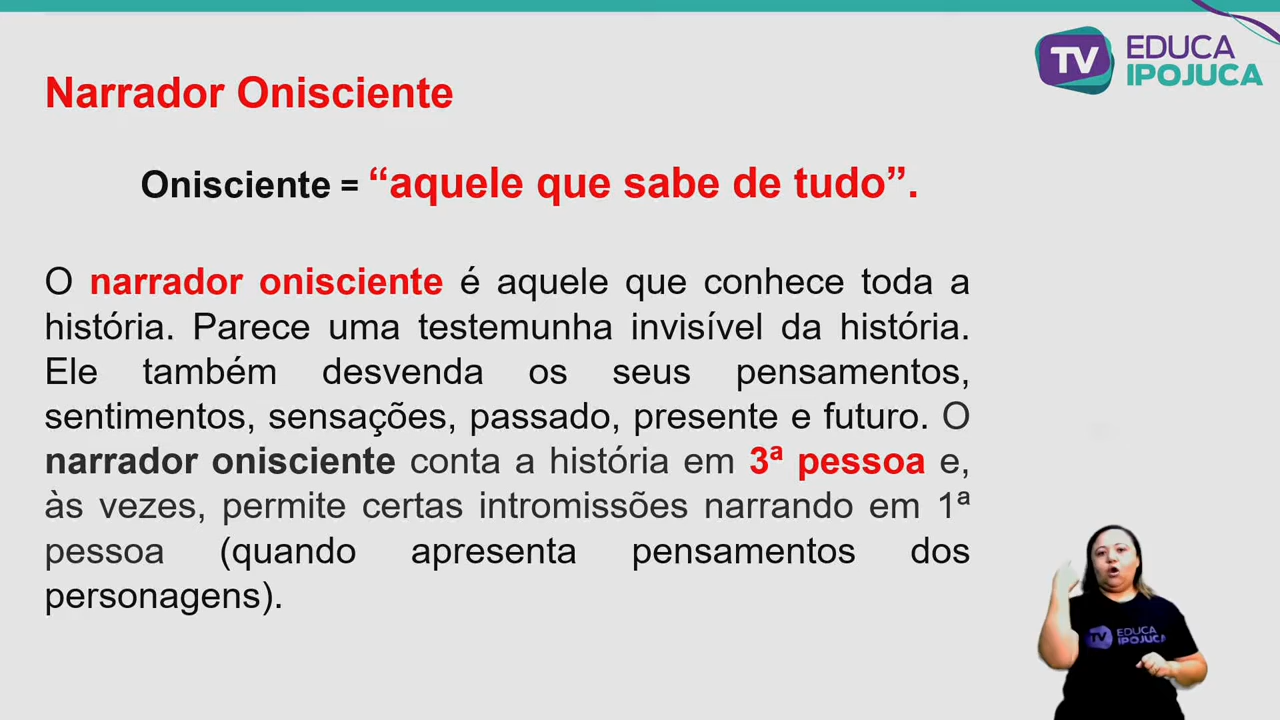 TV EDUCA
IPOJUCA
Narrador Onisciente
Onisciente = “aquele que sabe de tudo”.
O narrador onisciente é aquele que conhece toda a
história. Parece uma testemunha invisível da história.
Ele também desvenda os seus pensamentos,
sentimentos, sensações, passado, presente e futuro. O
narrador onisciente conta a história em 3ª pessoa e,
às vezes, permite certas intromissões narrando em 1ª
pessoa (quando apresenta pensamentos dos
personagens).
TV EDUCA
IPOJUCA